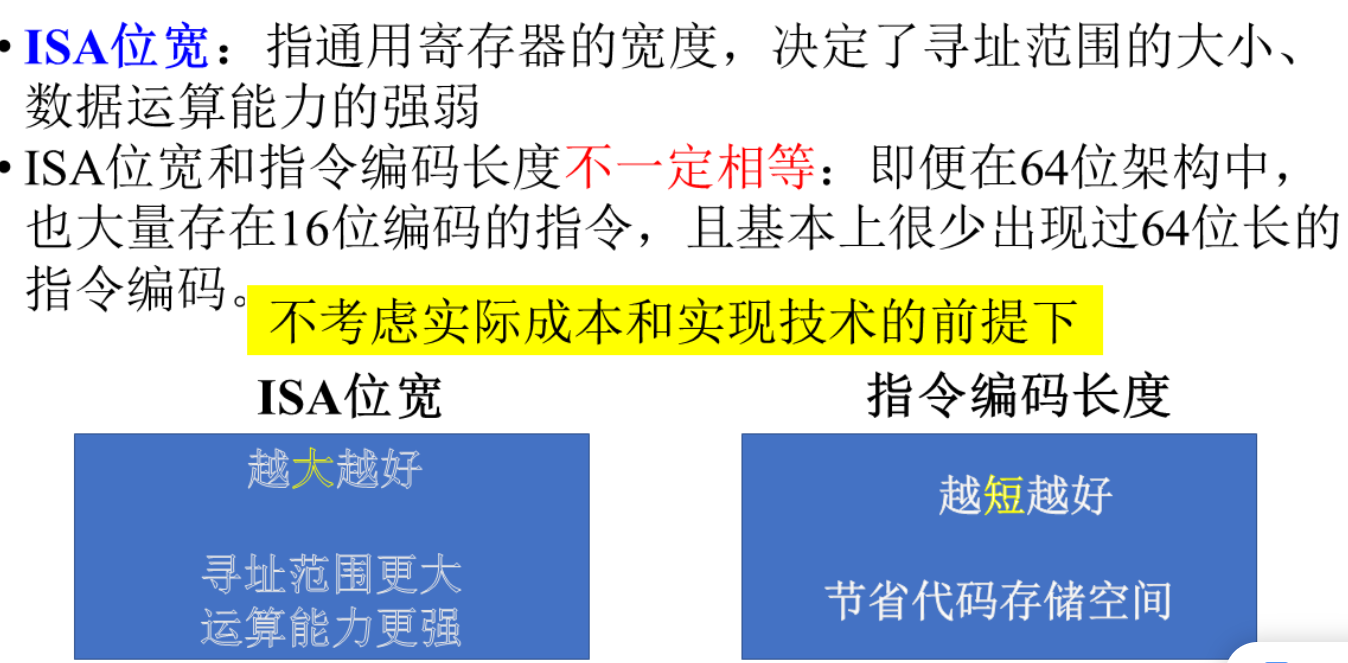 • ISA位宽：指通用寄存器的宽度，决定了寻址范围的大小、
数据运算能力的强弱
• ISA位宽和指令编码长度不一定相等：即便在64位架构中，
也大量存在16位编码的指令，且基本上很少出现过64位长的
指令编码。
不考虑实际成本和实现技术的前提下
ISA位宽
越大越好
寻址范围更大
运算能力更强
指令编码长度
越短越好
节省代码存储空间